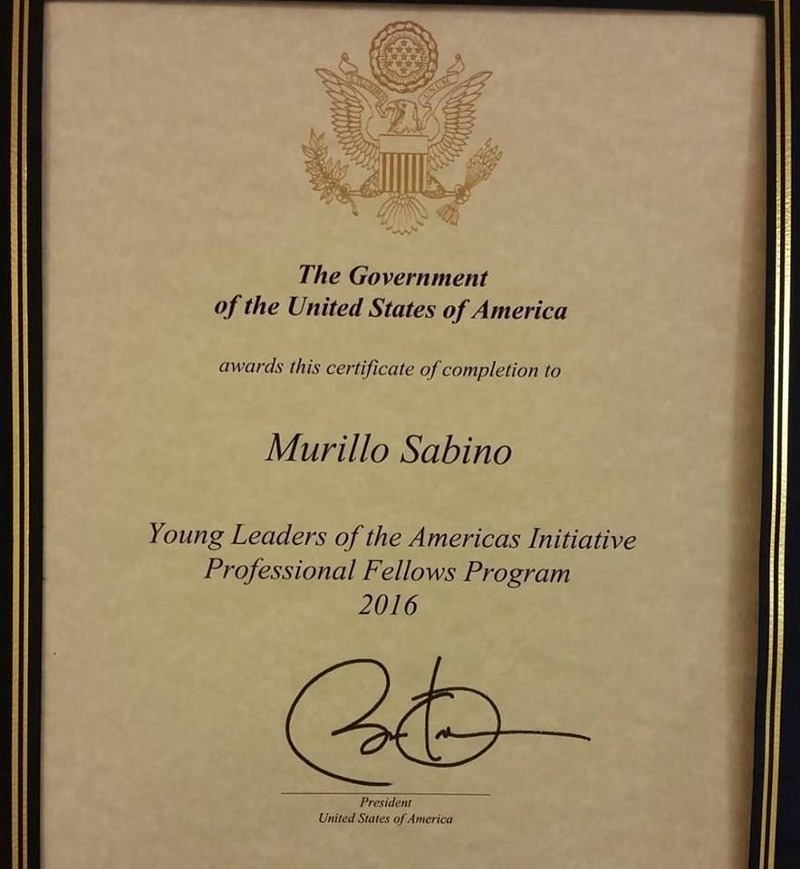 The Government
of the United States of America
awards this certificate of completion to
Murillo Sabino
Young Leaders of the Americas Initiative
Professional Fellows Program
2016
President
United States of America